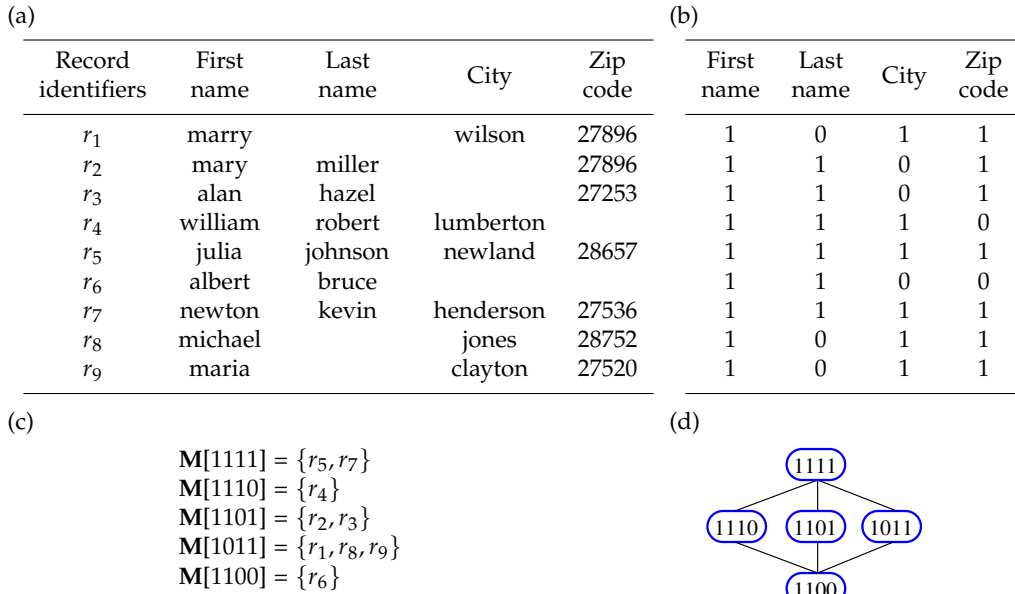 (a)
Record identifiers First name Last name City Zip code
r1 marry wilson 27896
r2 mary miller 27896
r3 alan hazel 27253
r4 william robert lumberton
r5 julia johnson newland 28657
r6 albert bruce
r7 newton kevin henderson 27536
r8 michael jones 28752
r9 maria clayton 27520
(b)
First name Last name City Zip code
1 0 1 1
1 1 0 1
1 1 0 1
1 1 1 0
1 1 1 1
1 1 0 0
1 1 1 1
1 0 1 1
1 0 1 1
(c)
M[1111] = {r5, r7}
M[1110] = {r4}
M[1101] = {r2, r3}
M[1011] = {r1, r8, r9}
M[1100] = {r6}
(d)
1111
1110 1101 1011
1100